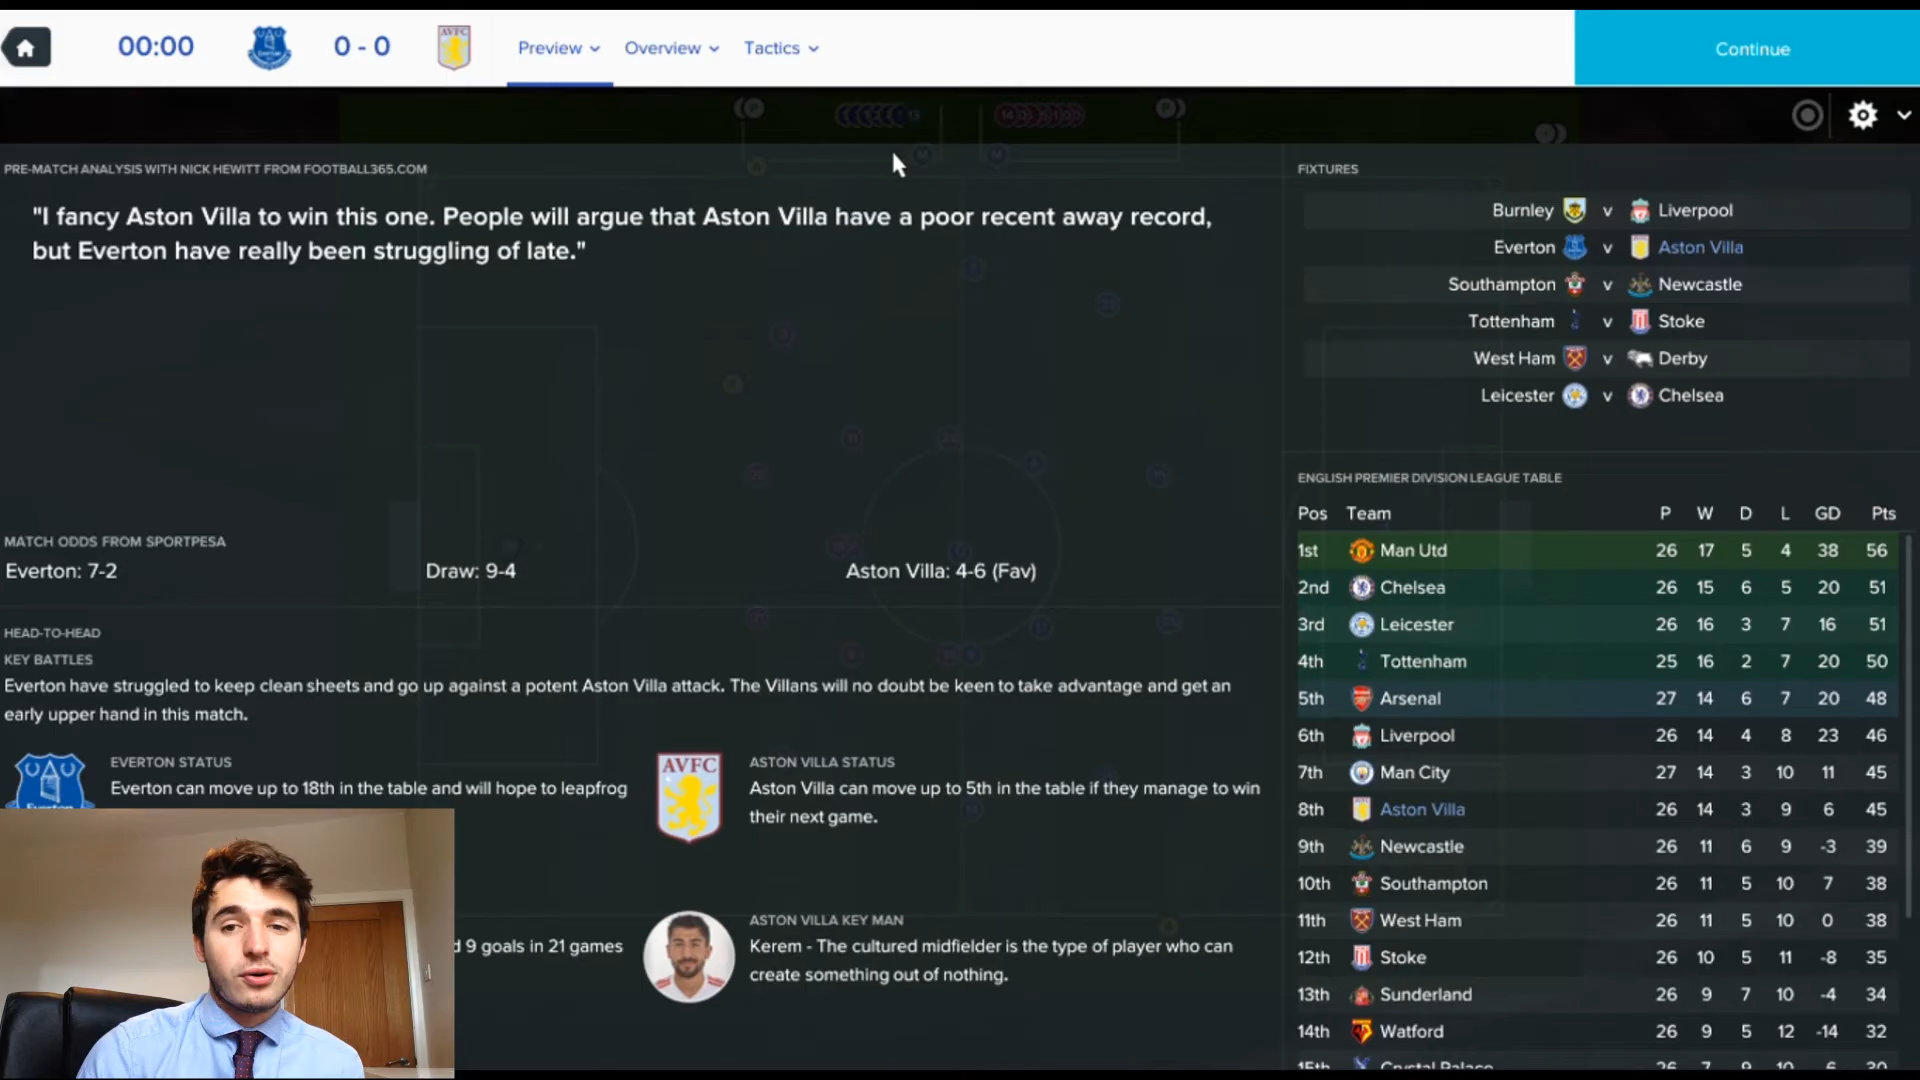 00:00
0 - 0
AVFC
Preview
Overview
Tactics
Continue
PRE-MATCH ANALYSIS WITH NICK HEWITT FROM FOOTBALL365.COM
"I fancy Aston Villa to win this one. People will argue that Aston Villa have a poor recent away record,
but Everton have really been struggling of late."
MATCH ODDS FROM SPORTPESA
Everton: 7-2
Draw: 9-4
Aston Villa: 4-6 (Fav)
HEAD-TO-HEAD
KEY BATTLES
Everton have struggled to keep clean sheets and go up against a potent Aston Villa attack. The Villans will no doubt be keen to take advantage and get an
early upper hand in this match.
EVERTON STATUS
Everton can move up to 18th in the table and will hope to leapfrog
Everton
AVFC
ASTON VILLA STATUS
Aston Villa can move up to 5th in the table if they manage to win
their next game.
d 9 goals in 21 games
ASTON VILLA KEY MAN
Kerem - The cultured midfielder is the type of player who can
create something out of nothing.
FIXTURES
Burnley v Liverpool
Everton v Aston Villa
Southampton v Newcastle
Tottenham v Stoke
West Ham v Derby
Leicester v Chelsea
ENGLISH PREMIER DIVISION LEAGUE TABLE
Pos Team P W D L GD Pts
1st Man Utd 26 17 5 4 38 56
2nd Chelsea 26 15 6 5 20 51
3rd Leicester 26 16 3 7 16 51
4th Tottenham 25 16 2 7 20 50
5th Arsenal 27 14 6 7 20 48
6th Liverpool 26 14 4 8 23 46
7th Man City 27 14 3 10 11 45
8th Aston Villa 26 14 3 9 6 45
9th Newcastle 26 11 6 9 -3 39
10th Southampton 26 11 5 10 7 38
11th West Ham 26 11 5 10 0 38
12th Stoke 26 10 5 11 -8 35
13th Sunderland 26 9 7 10 -4 34
14th Watford 26 9 5 12 -14 32
15th Crystal Palace